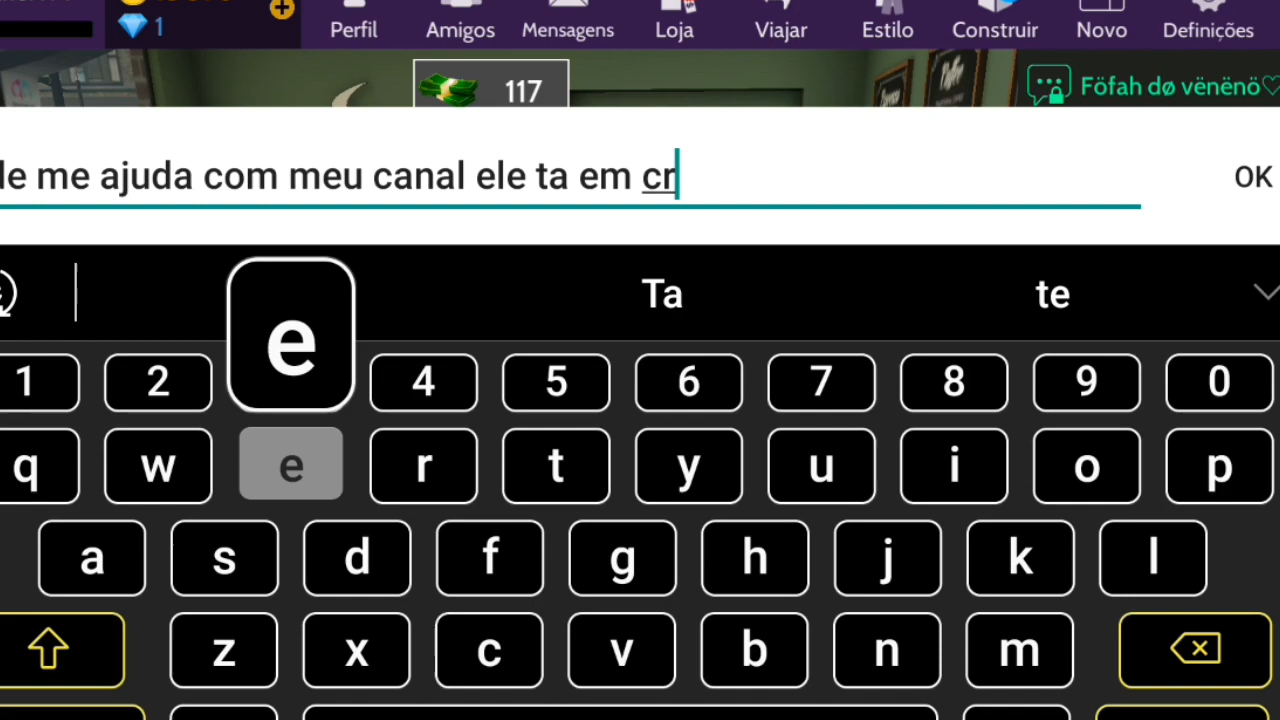 1
Perfil
Amigos
Mensagens
Loja
Viajar
Estilo
Construir
Novo
Definições
117
Föfah dø vënënö♡
de me ajuda com meu canal ele ta em cr
OK
Ta
te
e
1 2 4 5 6 7 8 9 0
q w e r t y u i o p
a s d f g h j k l
z x c v b n m